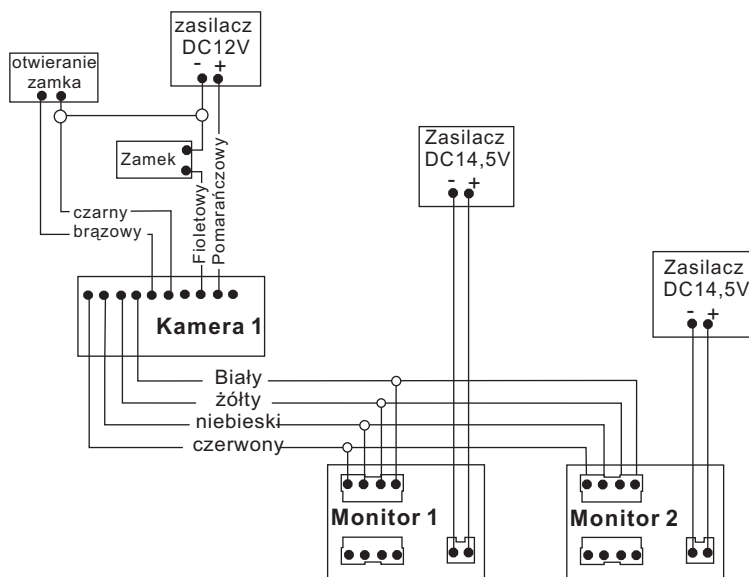 zasilacz
DC12V
- +
otwieranie
zamka
Zamek
Fioletowy
Pomarańczowy
czarny
brązowy
Zasilacz
DC14,5V
- +
Zasilacz
DC14,5V
- +
Kamera 1
Biały
żółty
niebieski
czerwony
Monitor 1
Monitor 2